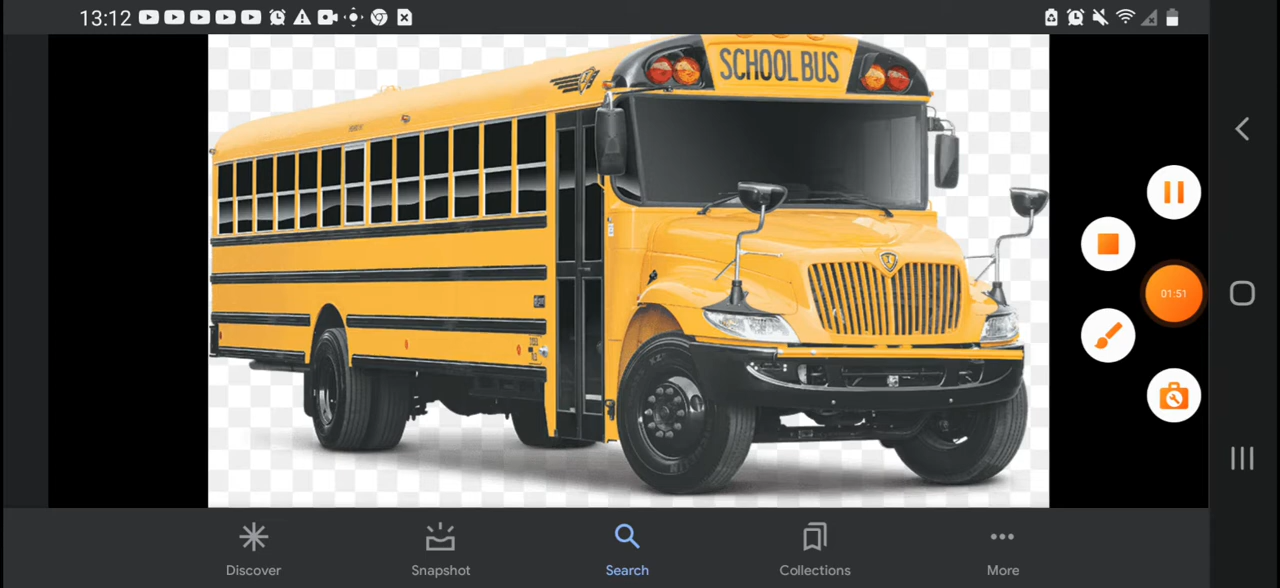 13:12
SCHOOL BUS
01:51
Discover
Snapshot
Search
Collections
More